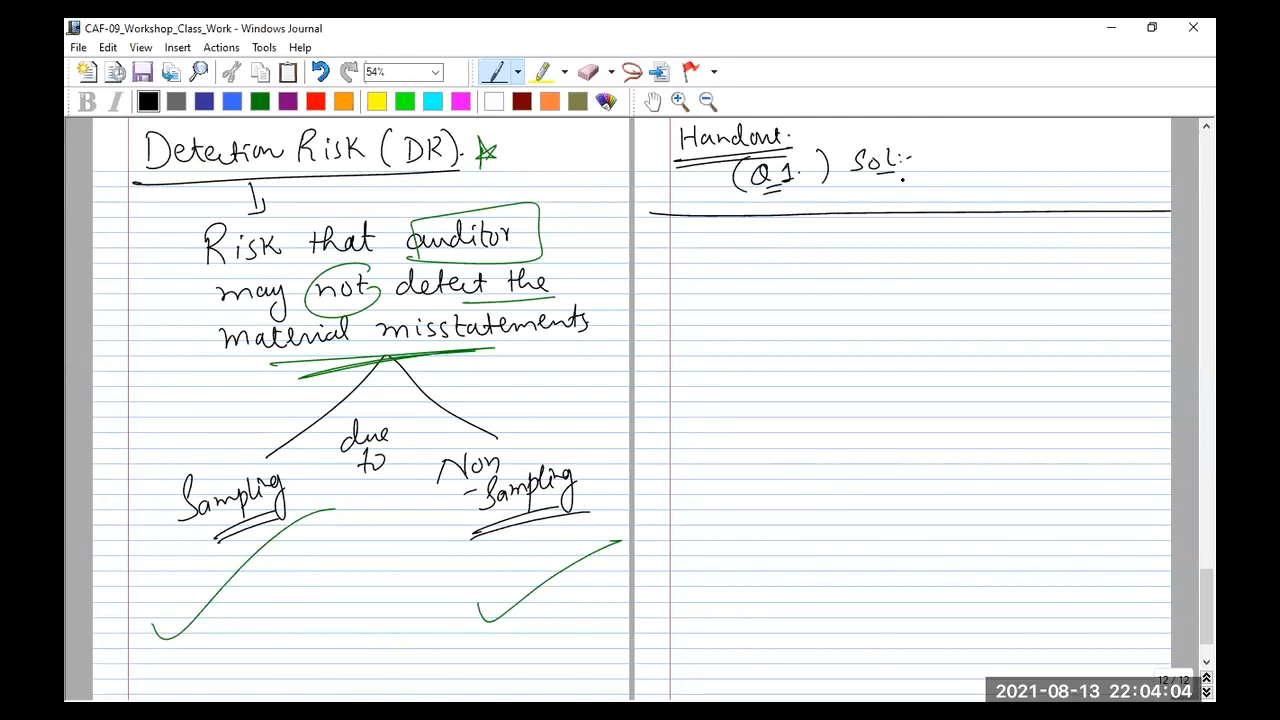 CAF-09_Workshop_Class_Work - Windows Journal
File Edit View Insert Actions Tools Help
54%
B I
Detection Risk (DR).
Risk that auditor
may not detect the
material misstatements
due
to
Sampling
Non
-Sampling
Handout.
(Q1.) Sol:-
12 / 12
2021-08-13 22:04:04